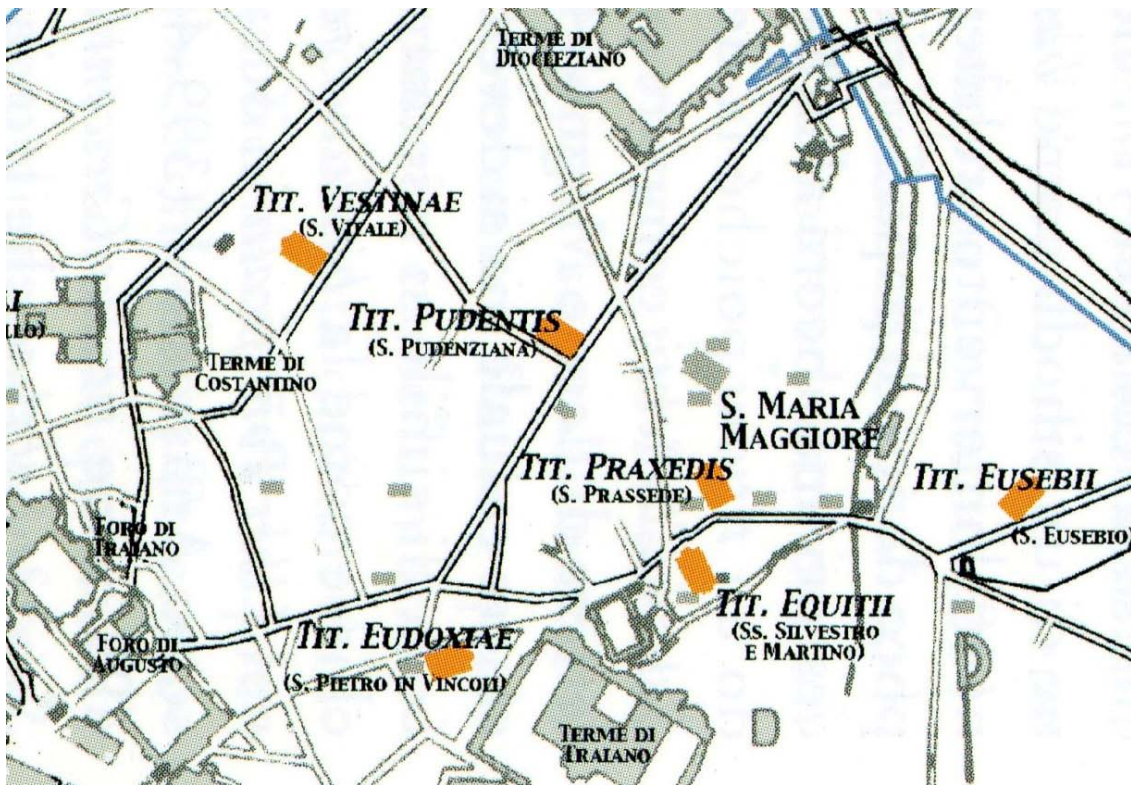 TERME DI
DIOCLEZIANO
TIT. VESTINAE
(S. VITALE)
TIT. PUDENTIS
(S. PUDENZIANA)
LLO)
TERME DI
COSTANTINO
S. MARIA
MAGGIORE
TIT. PRAXEDIS
(S. PRASSEDE)
TIT. EUSEBII
(S. EUSEBIO)
FORO DI
TRAIANO
TIT. EQUITII
(SS. SILVESTRO
E MARTINO)
FORO DI
AUGUSTO
TIT. EUDOXIAE
(S. PIETRO IN VINCOLI)
TERME DI
TRAIANO